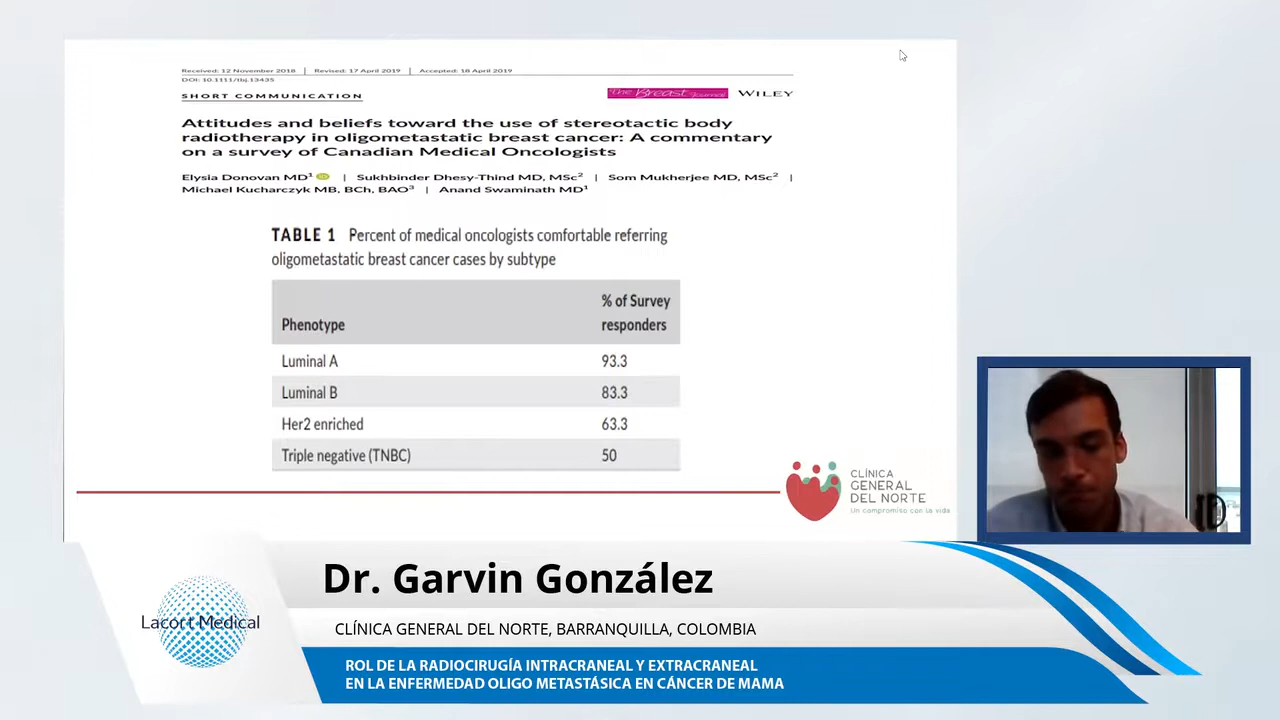 Received: 12 November 2018 | Revised: 17 April 2019 | Accepted: 18 April 2019
DOI: 10.1111/tbj.13435
SHORT COMMUNICATION
The Breast Journal WILEY
Attitudes and beliefs toward the use of stereotactic body
radiotherapy in oligometastatic breast cancer: A commentary
on a survey of Canadian Medical Oncologists
Elysia Donovan MD¹ | Sukhbinder Dhesy-Thind MD, MSc² | Som Mukherjee MD, MSc² |
Michael Kucharczyk MB, BCh, BAO³ | Anand Swaminath MD¹
TABLE 1 Percent of medical oncologists comfortable referring
oligometastatic breast cancer cases by subtype
Phenotype % of Survey
responders
Luminal A 93.3
Luminal B 83.3
Her2 enriched 63.3
Triple negative (TNBC) 50
CLÍNICA
GENERAL
DEL NORTE
Un compromiso con la vida
Dr. Garvin González
Lacort Medical
CLÍNICA GENERAL DEL NORTE, BARRANQUILLA, COLOMBIA
ROL DE LA RADIOCIRUGÍA INTRACRANEAL Y EXTRACRANEAL
EN LA ENFERMEDAD OLIGO METASTÁSICA EN CÁNCER DE MAMA